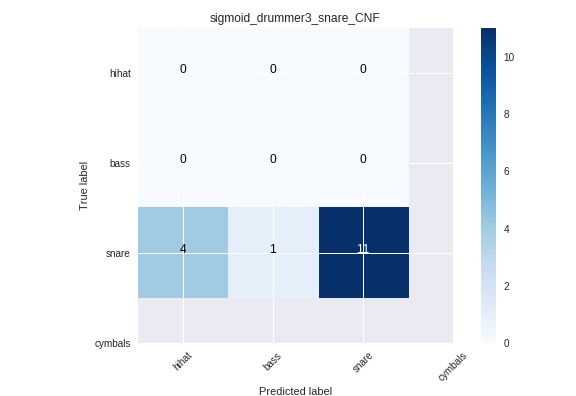 sigmoid_drummer3_snare_CNF
hihat 0 0 0
bass 0 0 0
snare 4 1 11
cymbals
hihat bass snare cymbals
True label
Predicted label
10
8
6
4
2
0